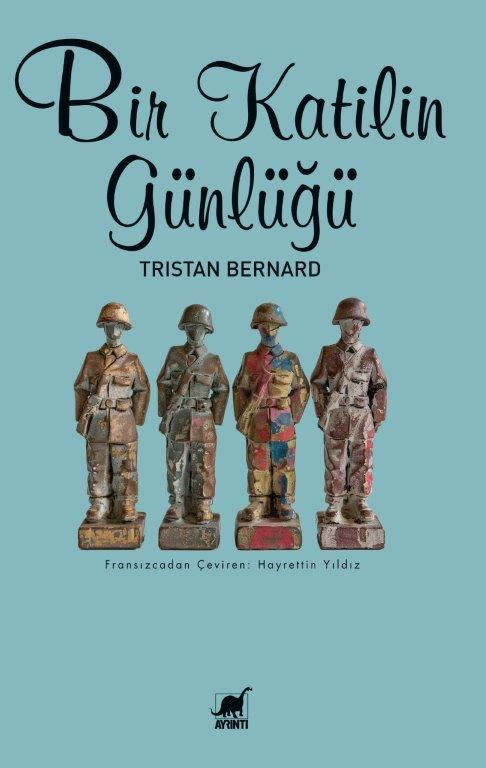 Bir Katilin
Günlüğü
TRISTAN BERNARD
Fransızcadan Çeviren: Hayrettin Yıldız
AYRINTI